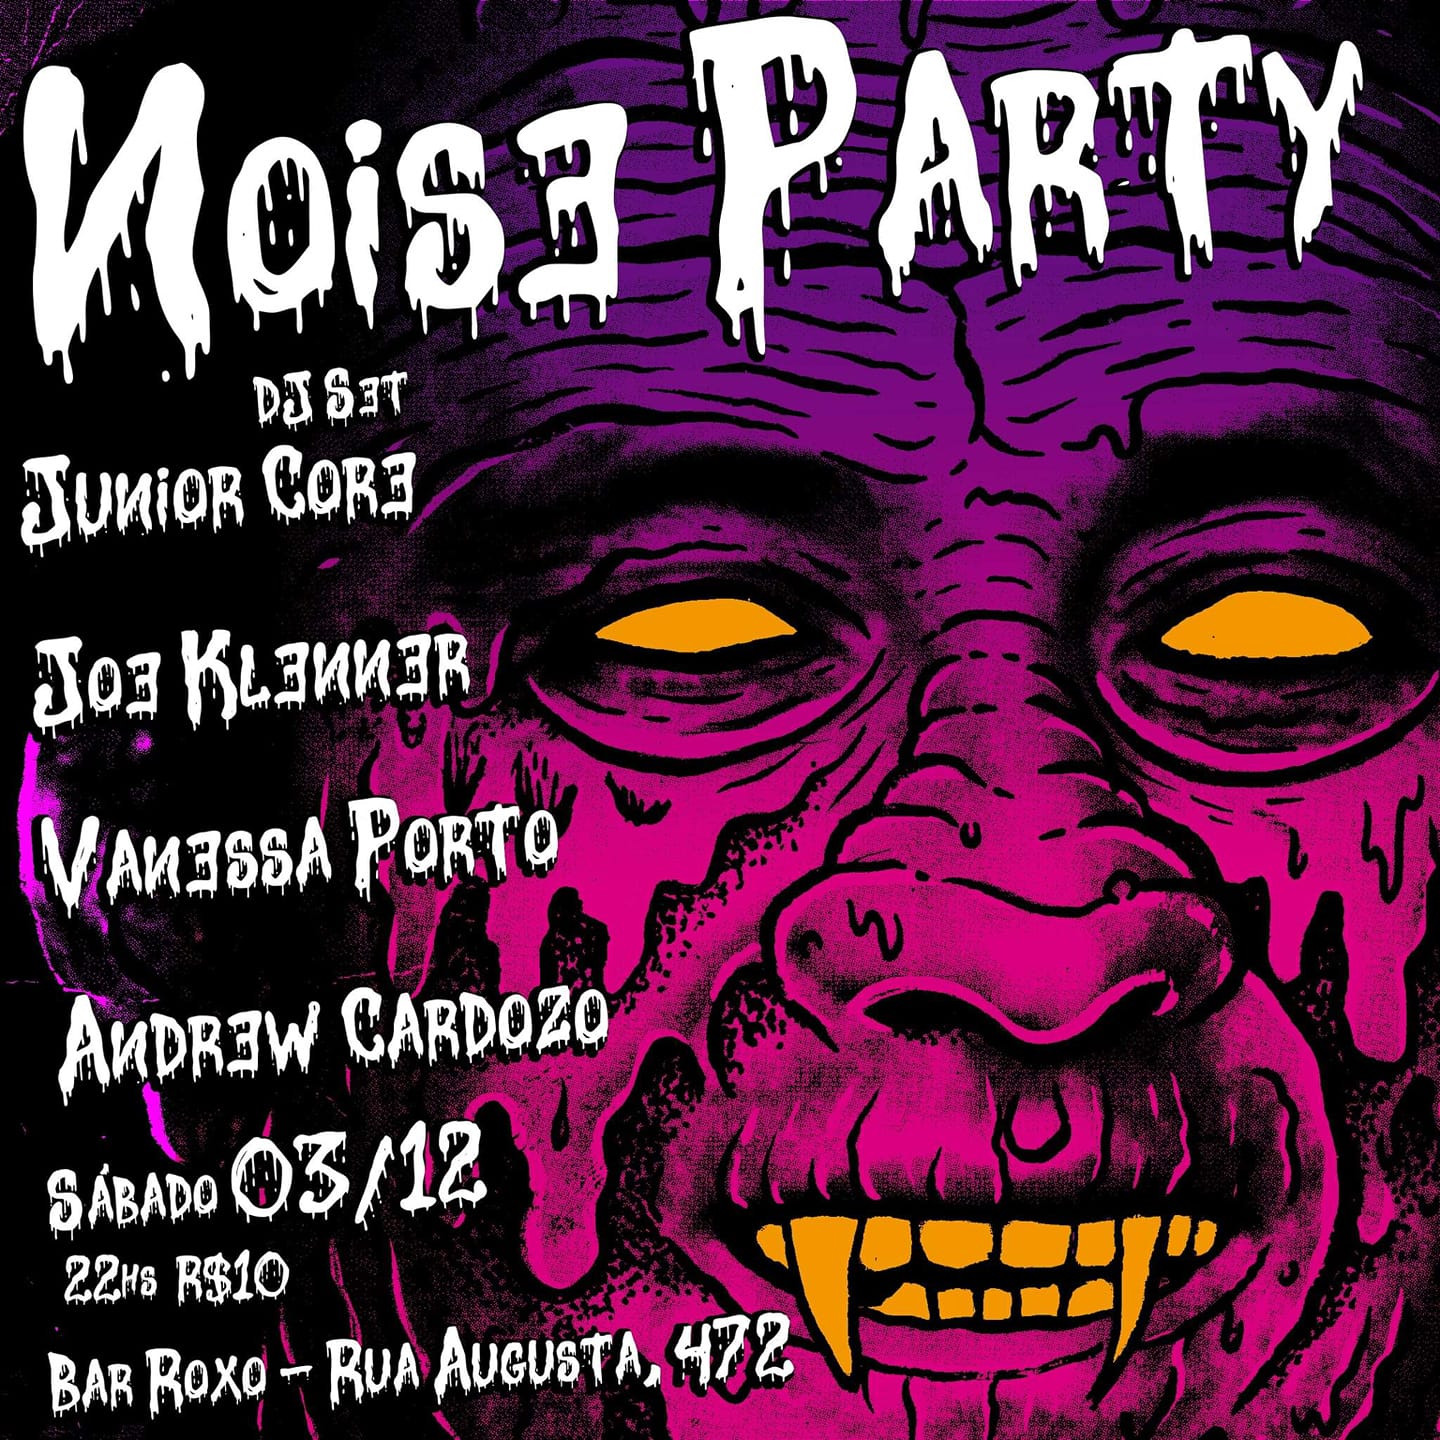 Noise Party
DJ Set
Junior Core
Joe Klenner
Vanessa Porto
Andrew Cardozo
Sábado 03/12
22hs R$10
Bar Roxo - Rua Augusta, 472